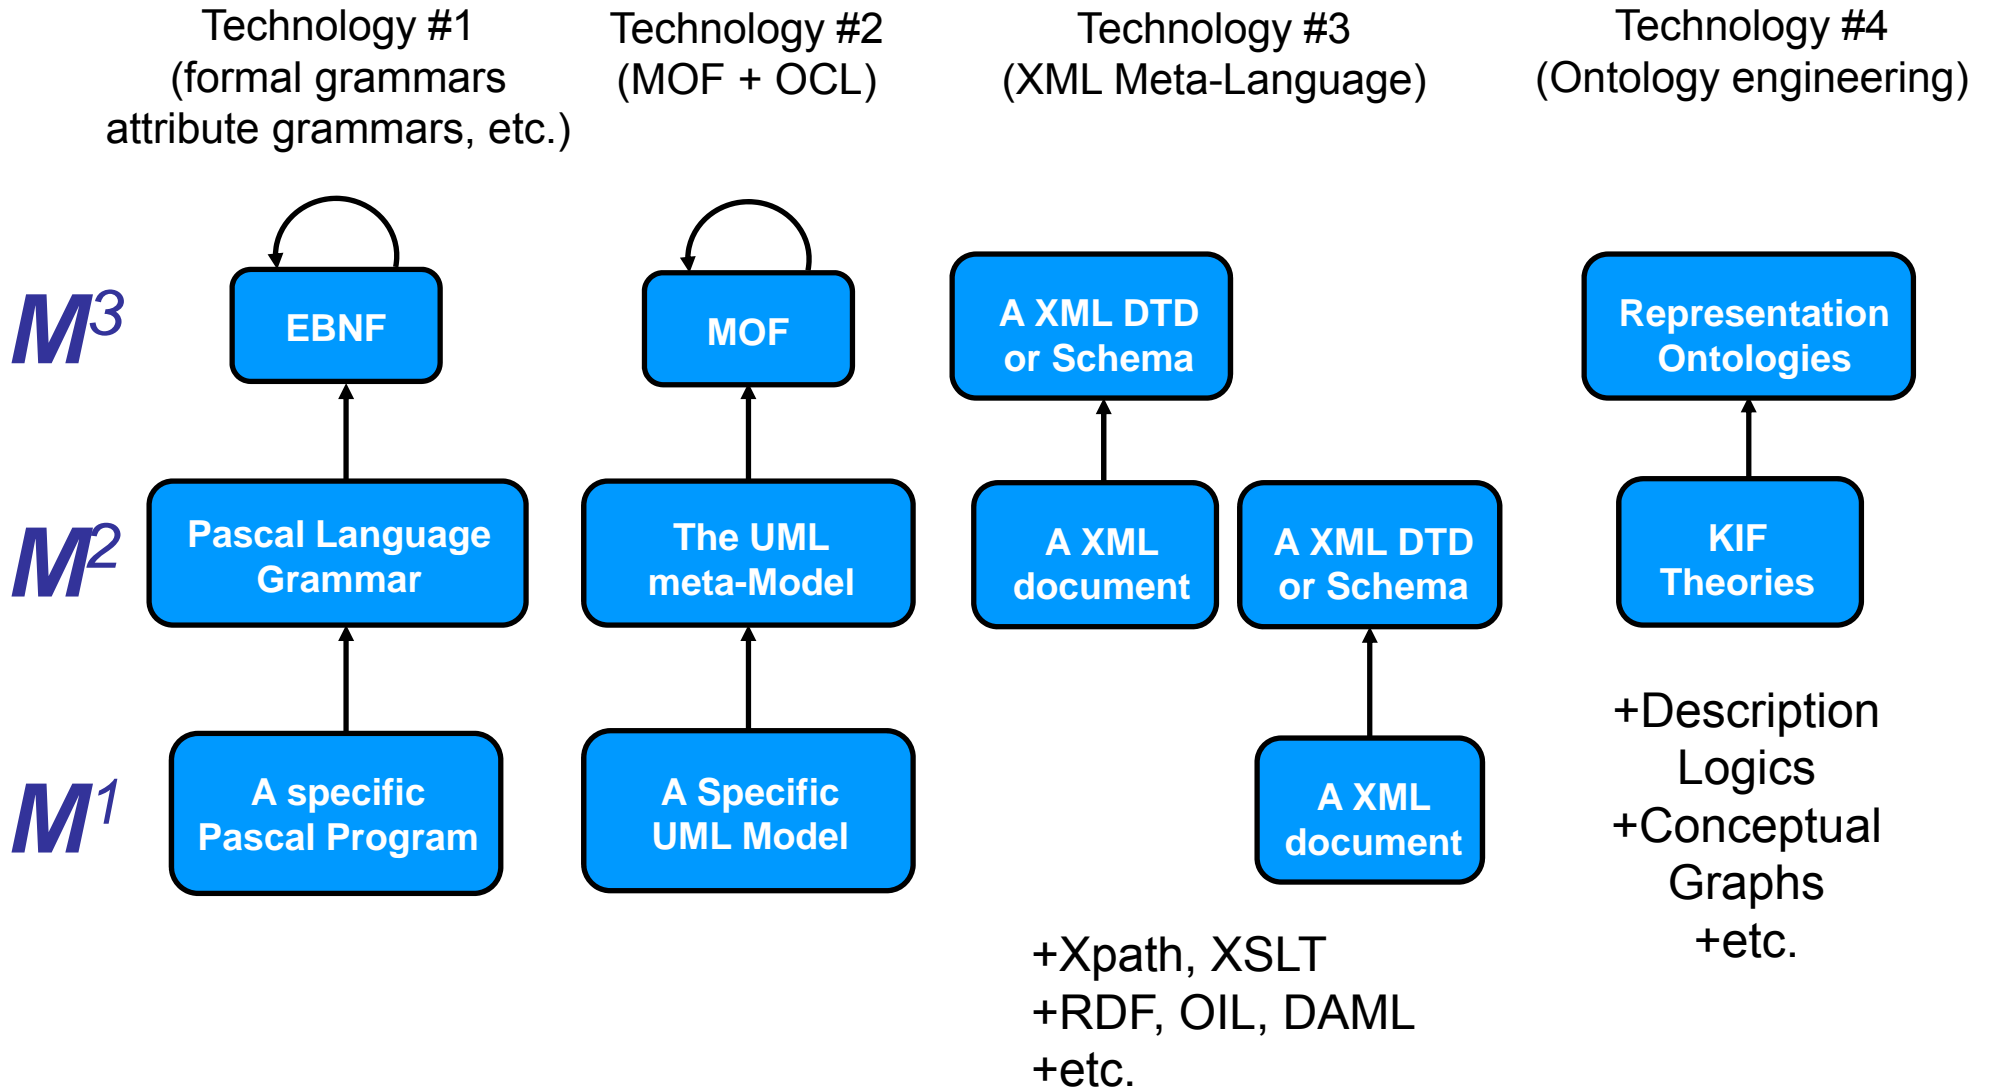 Technology #1
(formal grammars
attribute grammars, etc.)
Technology #2
(MOF + OCL)
Technology #3
(XML Meta-Language)
Technology #4
(Ontology engineering)
M3
EBNF
MOF
A XML DTD
or Schema
Representation
Ontologies
M2
Pascal Language
Grammar
The UML
meta-Model
A XML
document
A XML DTD
or Schema
KIF
Theories
M1
A specific
Pascal Program
A Specific
UML Model
A XML
document
+Description
Logics
+Conceptual
Graphs
+etc.
+Xpath, XSLT
+RDF, OIL, DAML
+etc.